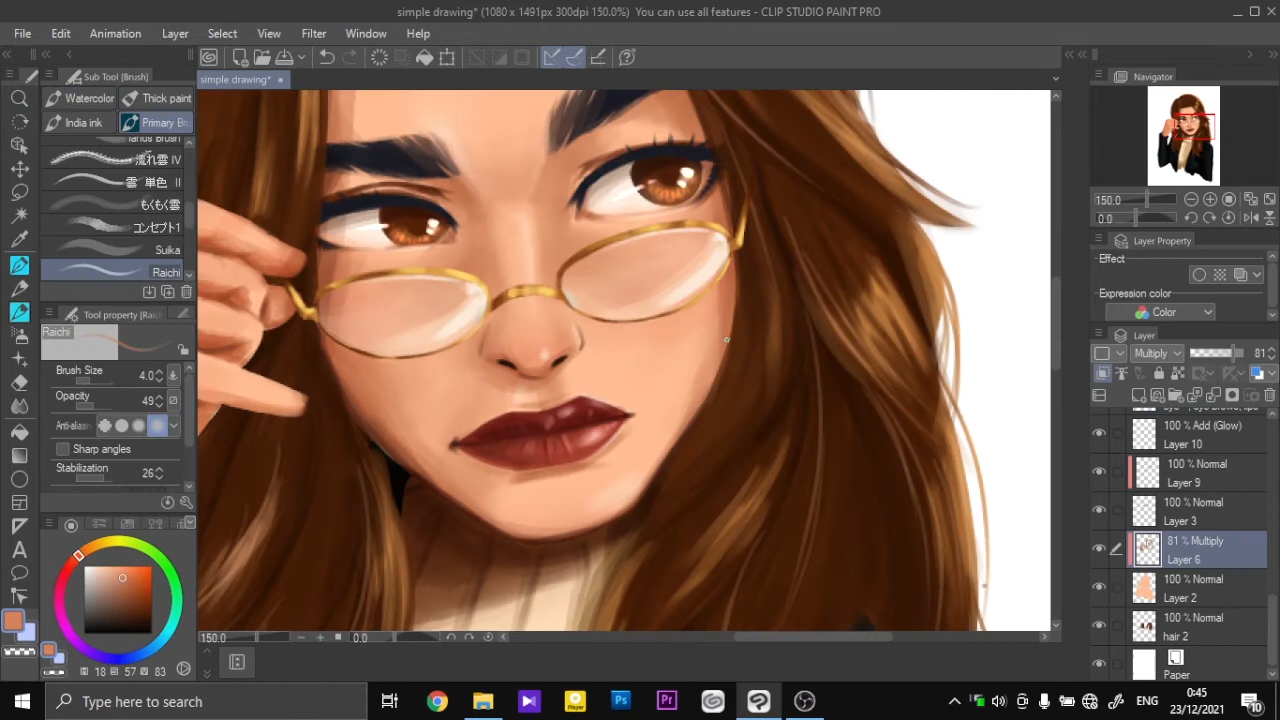 simple drawing* (1080 x 1491px 300dpi 150.0%) You can use all features - CLIP STUDIO PAINT PRO
File Edit Animation Layer Select View Filter Window Help
simple drawing*
Sub Tool [Brush]
Watercolor Thick paint
India ink Primary Bru
流れ雲 IV
雲 単色 II
もくもく雲
コンセプト1
Suika
Raichi
Tool property [Raich
Raichi
Brush Size 4.0
Opacity 49
Anti-alias
Sharp angles
Stabilization 26
18 57 83
150.0 0.0
Navigator
150.0
0.0
Layer Property
Effect
Expression color
Color
Layer
Multiply 81
100 % Add (Glow)
Layer 10
100 % Normal
Layer 9
100 % Normal
Layer 3
81 % Multiply
Layer 6
100 % Normal
Layer 2
100 % Normal
hair 2
Paper
Type here to search
Player
Ps
Pr
ENG
0:45
23/12/2021
10